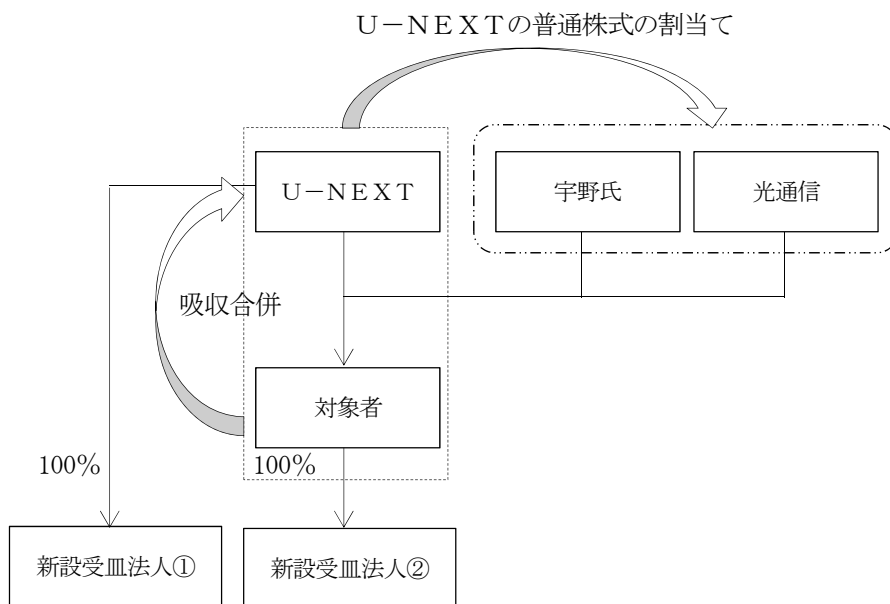 U－NEXTの普通株式の割当て
U－NEXT
宇野氏
光通信
吸収合併
対象者
100%
100%
新設受皿法人①
新設受皿法人②